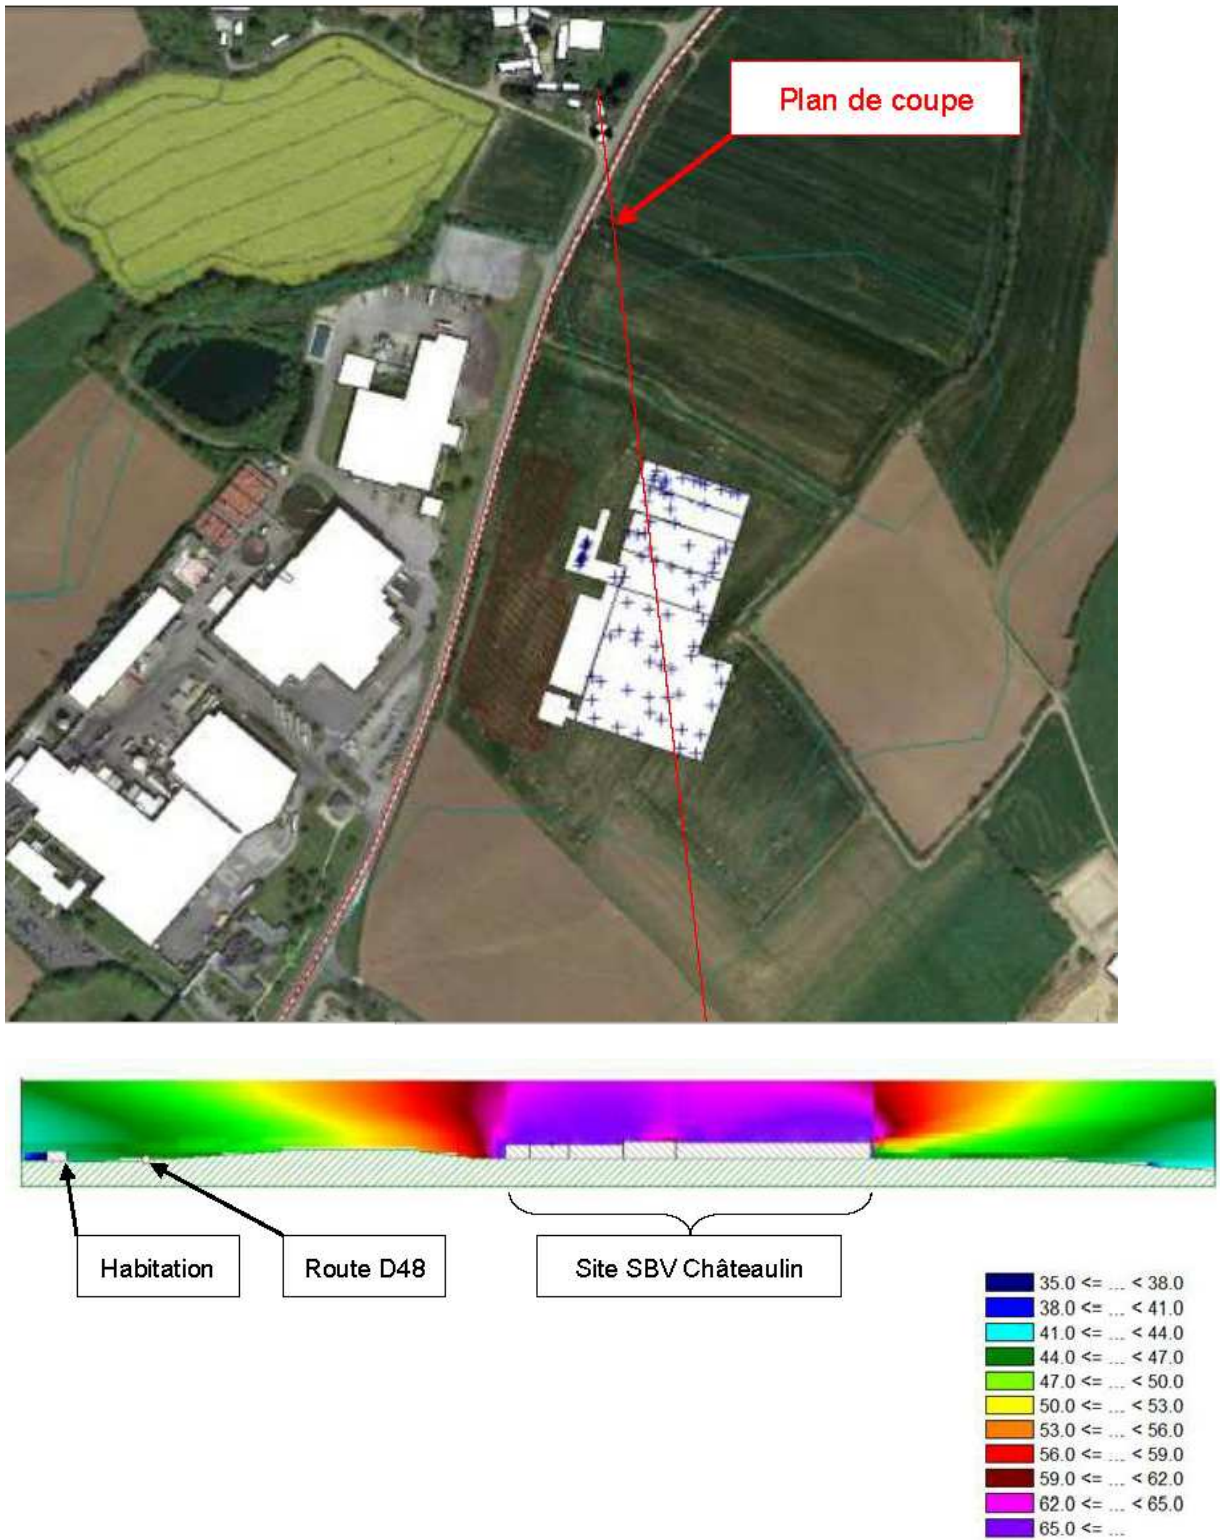 Plan de coupe
Habitation
Route D48
Site SBV Châteaulin
35.0 <= ... < 38.0
38.0 <= ... < 41.0
41.0 <= ... < 44.0
44.0 <= ... < 47.0
47.0 <= ... < 50.0
50.0 <= ... < 53.0
53.0 <= ... < 56.0
56.0 <= ... < 59.0
59.0 <= ... < 62.0
62.0 <= ... < 65.0
65.0 <= ...